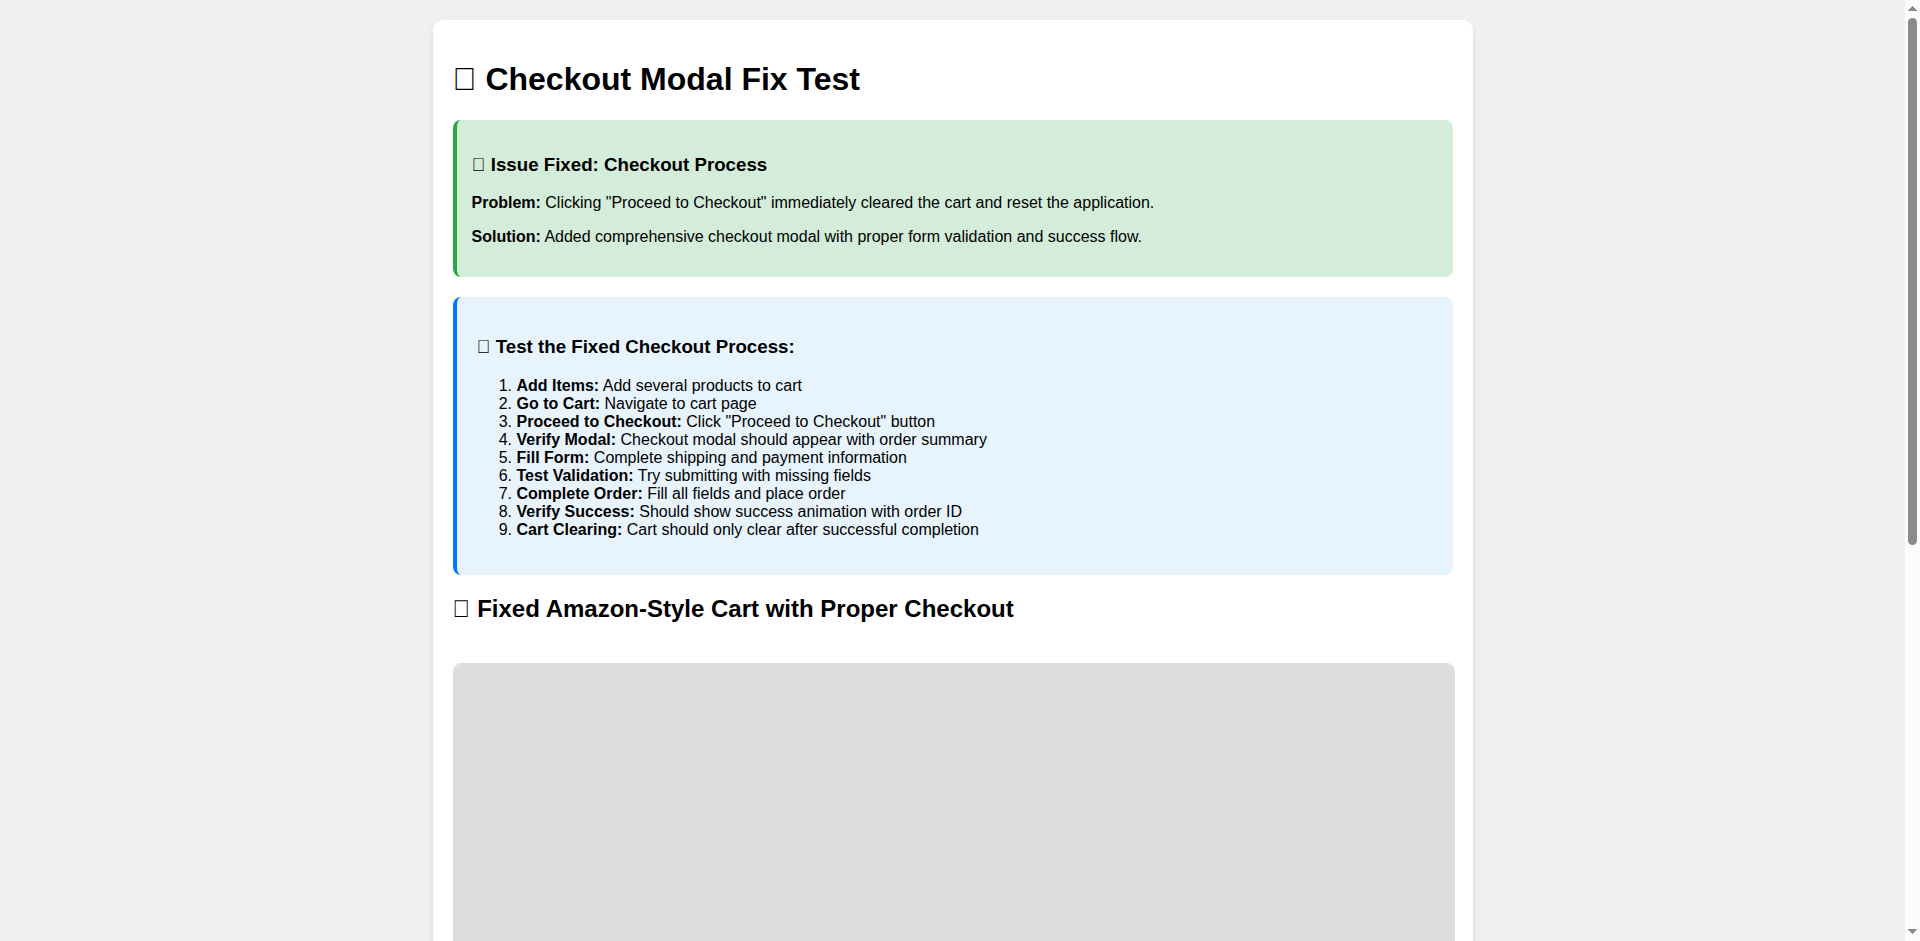 Checkout Modal Fix Test
Issue Fixed: Checkout Process
Problem: Clicking "Proceed to Checkout" immediately cleared the cart and reset the application.
Solution: Added comprehensive checkout modal with proper form validation and success flow.
Test the Fixed Checkout Process:
1. Add Items: Add several products to cart
2. Go to Cart: Navigate to cart page
3. Proceed to Checkout: Click "Proceed to Checkout" button
4. Verify Modal: Checkout modal should appear with order summary
5. Fill Form: Complete shipping and payment information
6. Test Validation: Try submitting with missing fields
7. Complete Order: Fill all fields and place order
8. Verify Success: Should show success animation with order ID
9. Cart Clearing: Cart should only clear after successful completion
Fixed Amazon-Style Cart with Proper Checkout